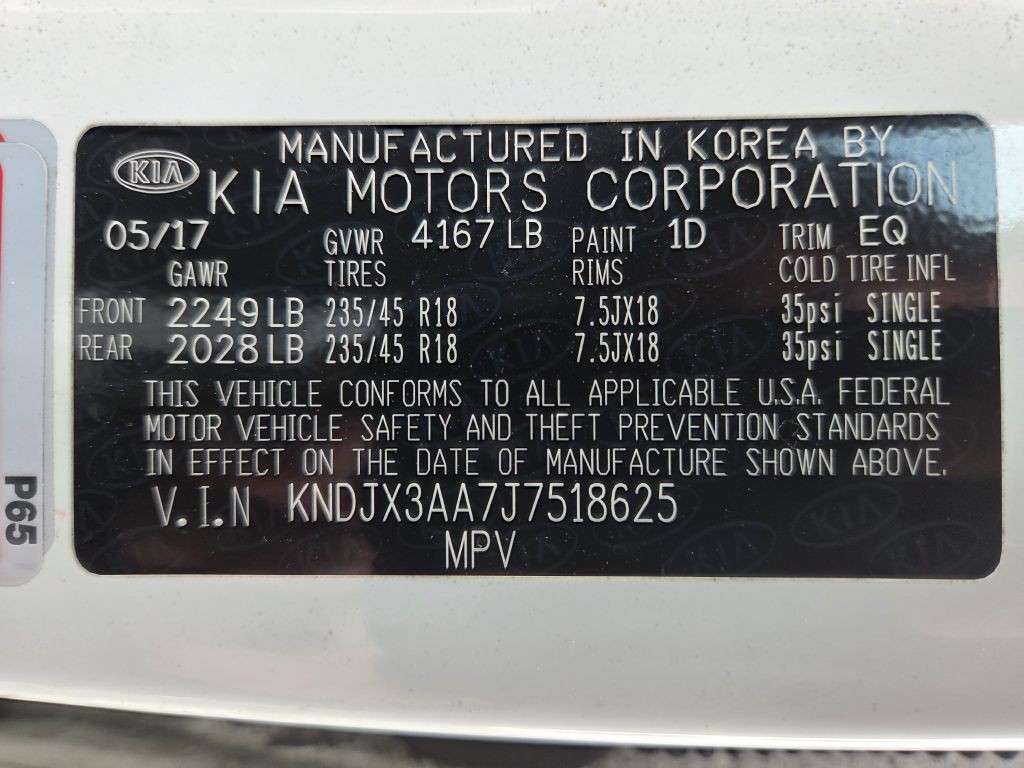 MANUFACTURED IN KOREA BY
KIA KIA MOTORS CORPORATION
05/17 GVWR 4167 LB PAINT 1D TRIM EQ
GAWR TIRES RIMS COLD TIRE INFL
FRONT 2249 LB 235/45 R18 7.5JX18 35psi SINGLE
REAR 2028 LB 235/45 R18 7.5JX18 35psi SINGLE
THIS VEHICLE CONFORMS TO ALL APPLICABLE U.S.A. FEDERAL
MOTOR VEHICLE SAFETY AND THEFT PREVENTION STANDARDS
IN EFFECT ON THE DATE OF MANUFACTURE SHOWN ABOVE.
V.I.N KNDJX3AA7J7518625
MPV
P65